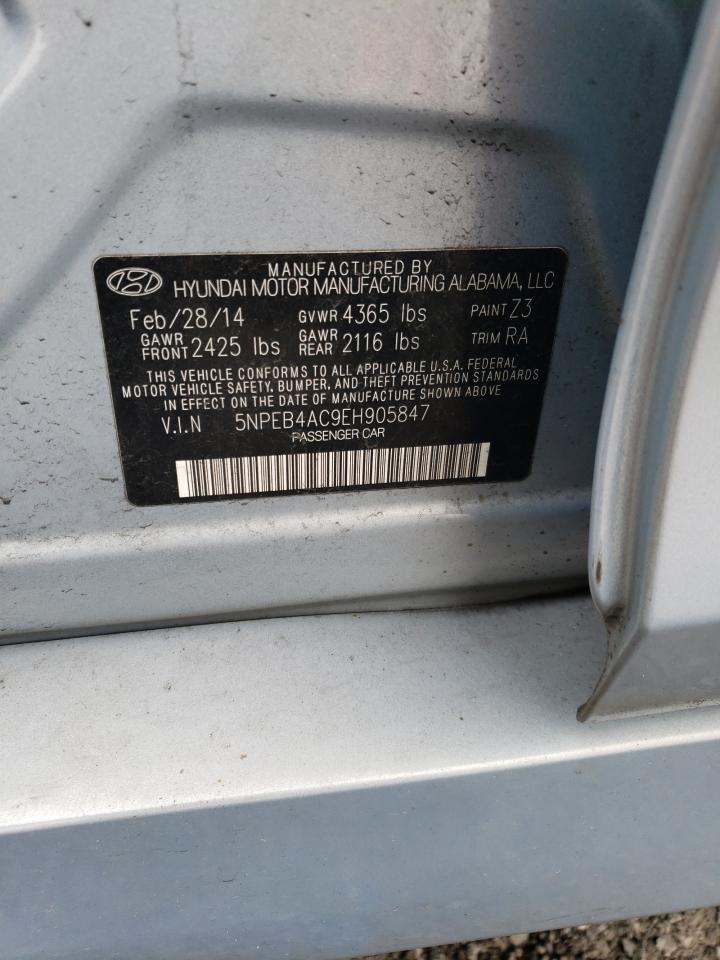 MANUFACTURED BY
HYUNDAI MOTOR MANUFACTURING ALABAMA, LLC
Feb/28/14 GVWR 4365 lbs PAINT Z3
GAWR FRONT 2425 lbs GAWR REAR 2116 lbs TRIM RA
THIS VEHICLE CONFORMS TO ALL APPLICABLE U.S.A. FEDERAL
MOTOR VEHICLE SAFETY, BUMPER, AND THEFT PREVENTION STANDARDS
IN EFFECT ON THE DATE OF MANUFACTURE SHOWN ABOVE
V.I.N 5NPEB4AC9EH905847
PASSENGER CAR